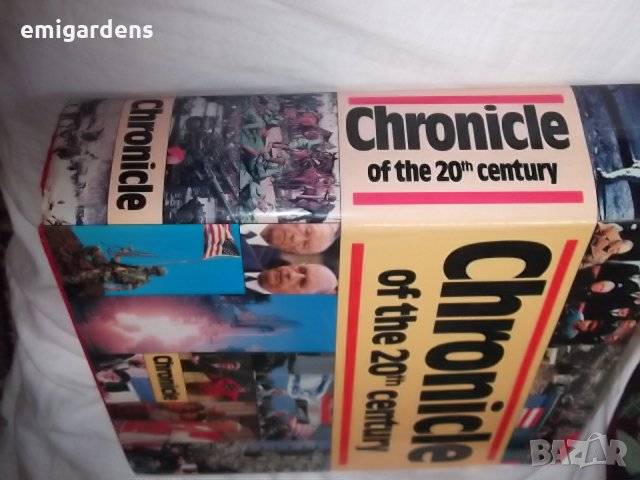 emigardens
Chronicle
Chronicle
of the 20th century
Chronicle
of the 20th century
Chronicle
BAZAR